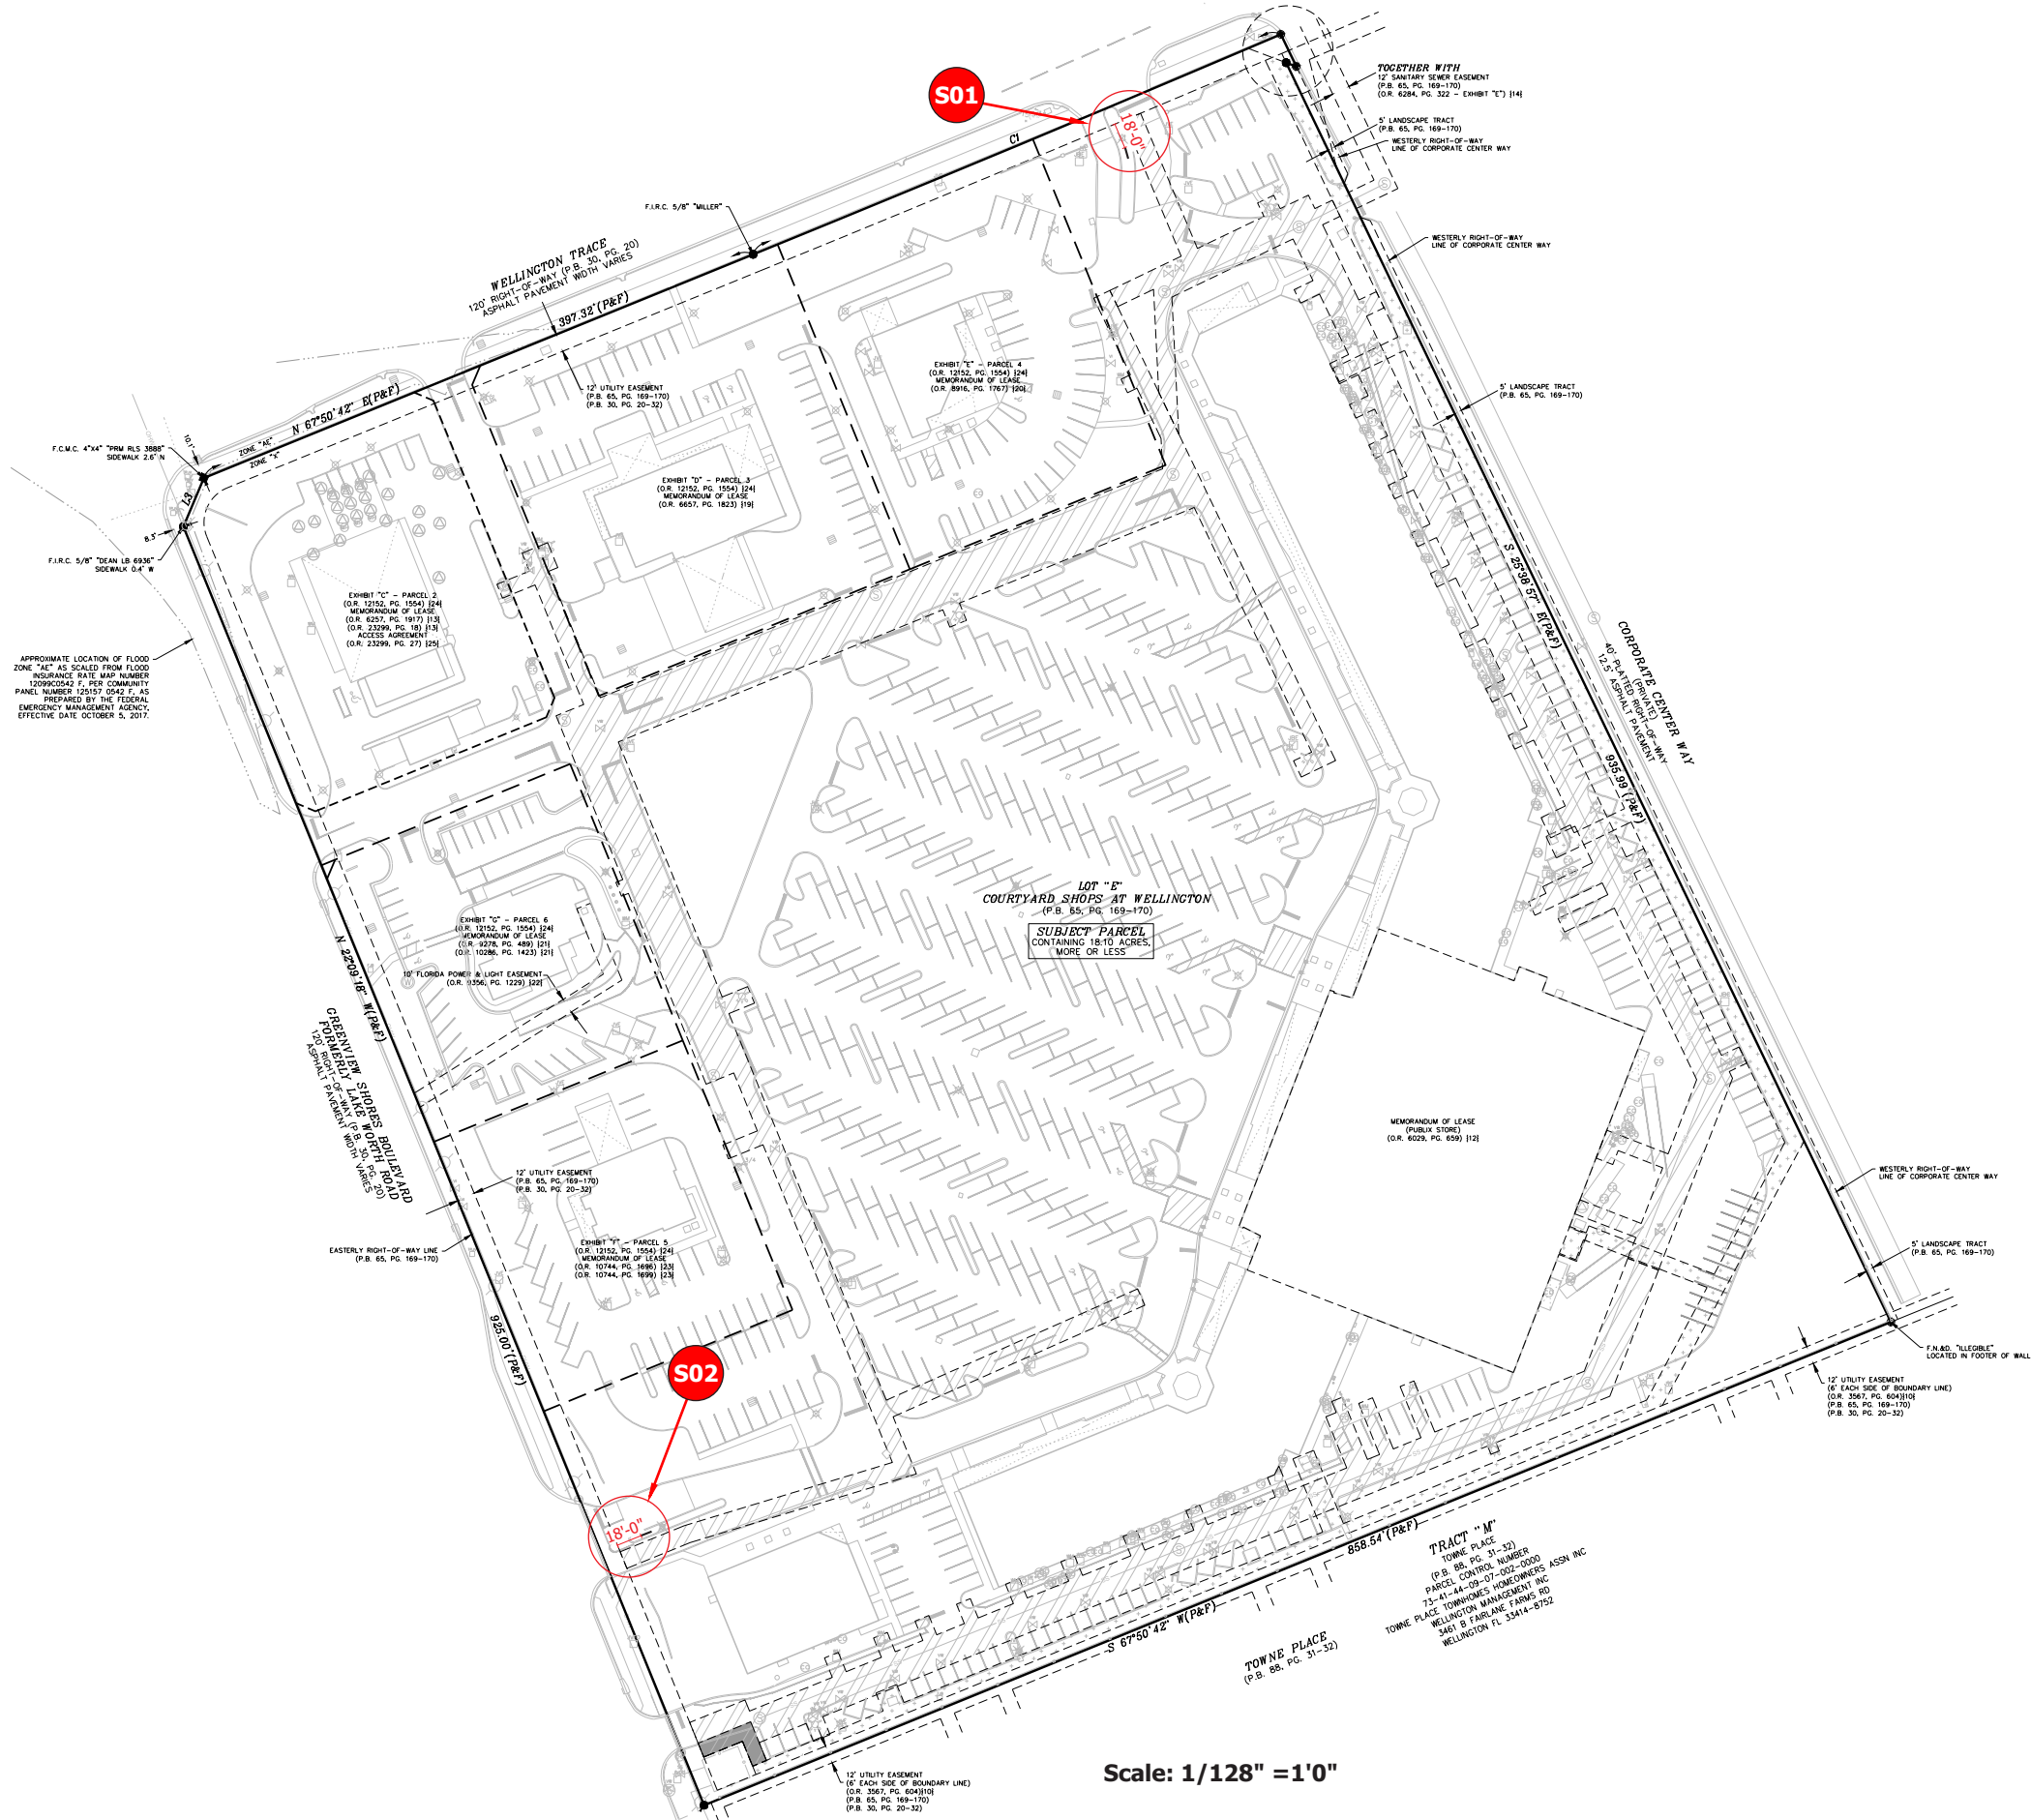 S01
18'-0"
TOGETHER WITH
12' SANITARY SEWER EASEMENT
(P.B. 65, PG. 169-170)
(O.R. 6284, PG. 322 - EXHIBIT "E") |14|
5' LANDSCAPE TRACT
(P.B. 65, PG. 169-170)
WESTERLY RIGHT-OF-WAY
LINE OF CORPORATE CENTER WAY
C1
F.I.R.C. 5/8" "MILLER"
WESTERLY RIGHT-OF-WAY
LINE OF CORPORATE CENTER WAY
WELLINGTON TRACE
120' RIGHT-OF-WAY (P.B. 30, PG. 20)
ASPHALT PAVEMENT WIDTH VARIES
397.32'(P&F)
N 67°50'42" E(P&F)
12' UTILITY EASEMENT
(P.B. 65, PG. 169-170)
(P.B. 30, PG. 20-32)
EXHIBIT "E" - PARCEL 4
(O.R. 12152, PG. 1554) |24|
MEMORANDUM OF LEASE
(O.R. 8916, PG. 1767) |20|
5' LANDSCAPE TRACT
(P.B. 65, PG. 169-170)
F.C.M.C. 4"X4" "PRM RLS 3888"
SIDEWALK 2.6' N
10.1'
ZONE "AE"
ZONE "X"
L3
8.3'
F.I.R.C. 5/8" "DEAN LB 6936"
SIDEWALK 0.4' W
EXHIBIT "D" - PARCEL 3
(O.R. 12152, PG. 1554) |24|
MEMORANDUM OF LEASE
(O.R. 6657, PG. 1823) |19|
EXHIBIT "C" - PARCEL 2
(O.R. 12152, PG. 1554) |24|
MEMORANDUM OF LEASE
(O.R. 6257, PG. 1917) |13|
(O.R. 23299, PG. 18) |13|
ACCESS AGREEMENT
(O.R. 23299, PG. 27) |25|
APPROXIMATE LOCATION OF FLOOD
ZONE "AE" AS SCALED FROM FLOOD
INSURANCE RATE MAP NUMBER
12099C0542 F, PER COMMUNITY
PANEL NUMBER 125157 0542 F, AS
PREPARED BY THE FEDERAL
EMERGENCY MANAGEMENT AGENCY,
EFFECTIVE DATE OCTOBER 5, 2017.
S 25°38'57" E(P&F)
935.99'(P&F)
CORPORATE CENTER WAY
(PRIVATE)
40' PLATTED RIGHT-OF-WAY
12.5' ASPHALT PAVEMENT
LOT "E"
COURTYARD SHOPS AT WELLINGTON
(P.B. 65, PG. 169-170)
SUBJECT PARCEL
CONTAINING 18.10 ACRES,
MORE OR LESS
EXHIBIT "G" - PARCEL 6
(O.R. 12152, PG. 1554) |24|
MEMORANDUM OF LEASE
(O.R. 9278, PG. 489) |21|
(O.R. 10286, PG. 1423) |21|
10' FLORIDA POWER & LIGHT EASEMENT
(O.R. 9356, PG. 1229) |22|
N 22°09'18" W(P&F)
GREENVIEW SHORES BOULEVARD
FORMERLY LAKE WORTH ROAD
120' RIGHT-OF-WAY (P.B. 30, PG. 20)
ASPHALT PAVEMENT WIDTH VARIES
MEMORANDUM OF LEASE
(PUBLIX STORE)
(O.R. 6029, PG. 659) |12|
12' UTILITY EASEMENT
(P.B. 65, PG. 169-170)
(P.B. 30, PG. 20-32)
WESTERLY RIGHT-OF-WAY
LINE OF CORPORATE CENTER WAY
EASTERLY RIGHT-OF-WAY LINE
(P.B. 65, PG. 169-170)
EXHIBIT "F" - PARCEL 5
(O.R. 12152, PG. 1554) |24|
MEMORANDUM OF LEASE
(O.R. 10744, PG. 1696) |23|
(O.R. 10744, PG. 1699) |23|
5' LANDSCAPE TRACT
(P.B. 65, PG. 169-170)
925.00'(P&F)
S02
18'-0"
F.N.&D. "ILLEGIBLE"
LOCATED IN FOOTER OF WALL
12' UTILITY EASEMENT
(6' EACH SIDE OF BOUNDARY LINE)
(O.R. 3567, PG. 604)|10|
(P.B. 65, PG. 169-170)
(P.B. 30, PG. 20-32)
858.54'(P&F)
S 67°50'42" W(P&F)
TRACT "M"
TOWNE PLACE
(P.B. 88, PG. 31-32)
PARCEL CONTROL NUMBER
73-41-44-09-07-002-0000
TOWNE PLACE TOWNHOMES HOMEOWNERS ASSN INC
WELLINGTON MANAGEMENT INC
3461 B FAIRLANE FARMS RD
WELLINGTON FL 33414-8752
TOWNE PLACE
(P.B. 88, PG. 31-32)
12' UTILITY EASEMENT
(6' EACH SIDE OF BOUNDARY LINE)
(O.R. 3567, PG. 604)|10|
(P.B. 65, PG. 169-170)
(P.B. 30, PG. 20-32)
Scale: 1/128" =1'0"